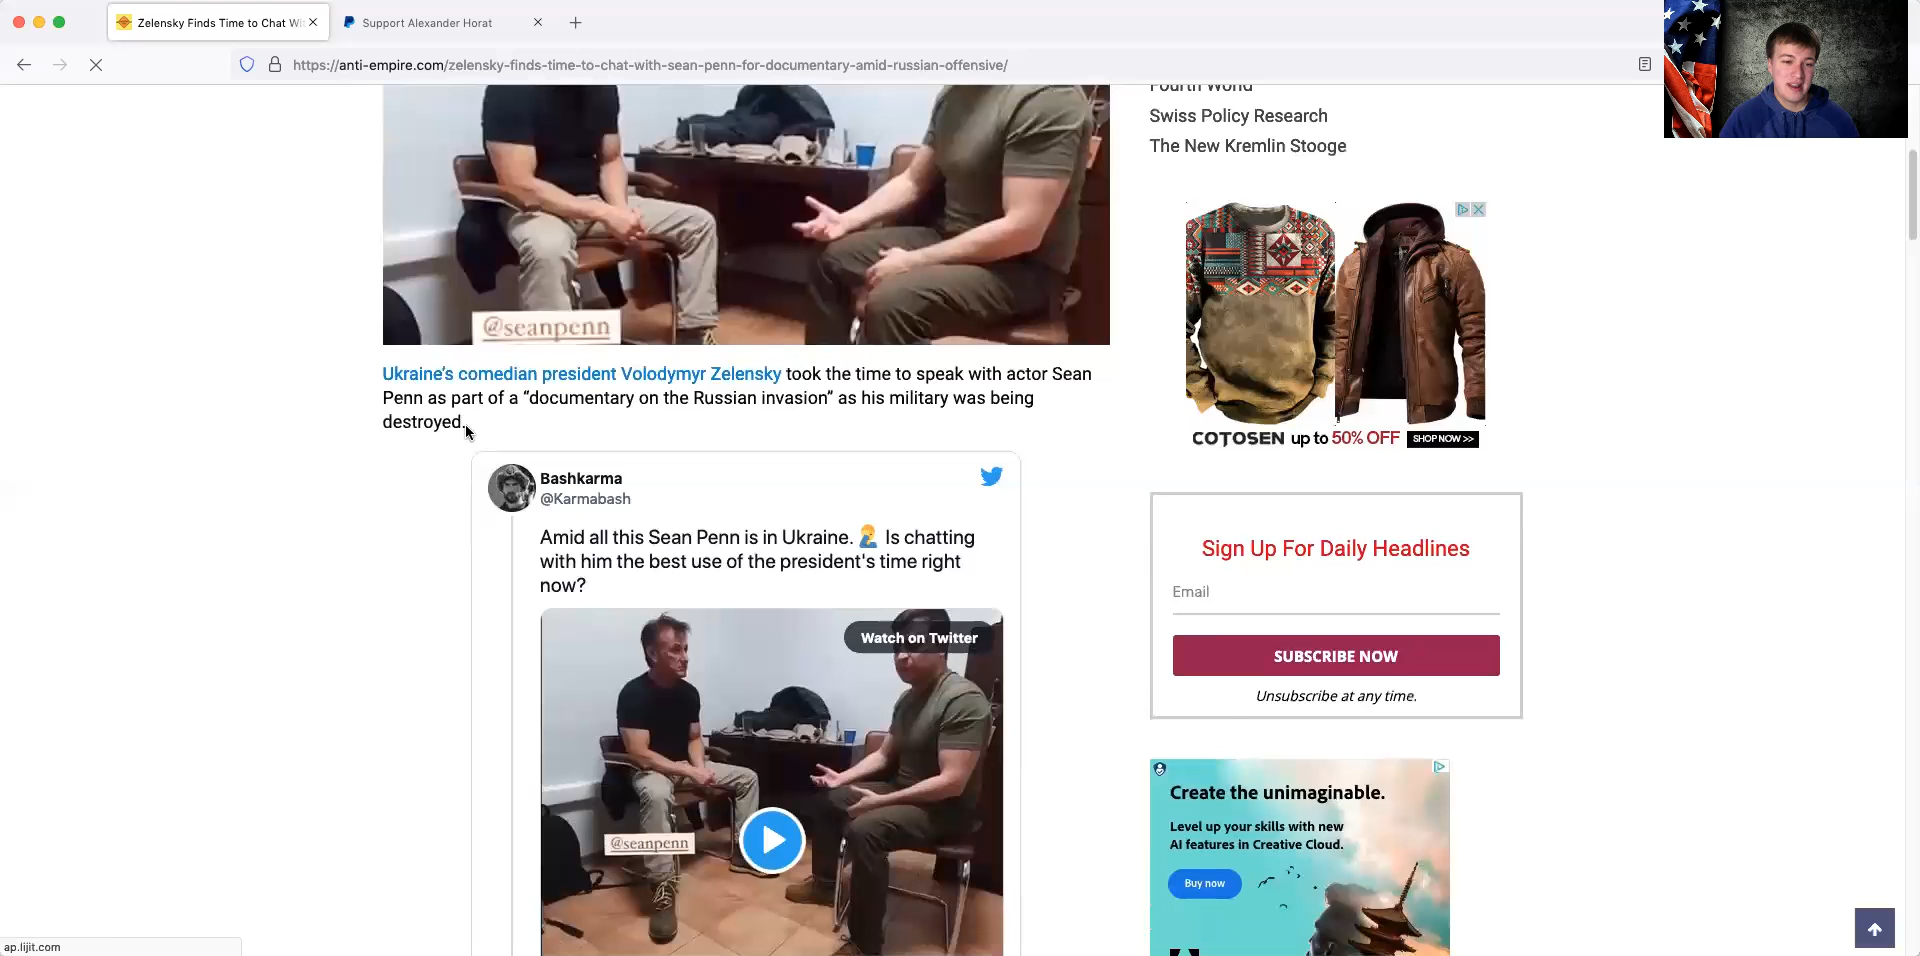 Zelensky Finds Time to Chat Wi
Support Alexander Horat
https://anti-empire.com/zelensky-finds-time-to-chat-with-sean-penn-for-documentary-amid-russian-offensive/
@seanpenn
Ukraine's comedian president Volodymyr Zelensky took the time to speak with actor Sean
Penn as part of a “documentary on the Russian invasion” as his military was being
destroyed.
Bashkarma
@Karmabash
Amid all this Sean Penn is in Ukraine. 🤦‍♂️ Is chatting
with him the best use of the president's time right
now?
Watch on Twitter
@seanpenn
Fourth World
Swiss Policy Research
The New Kremlin Stooge
COTOSEN up to 50% OFF SHOP NOW >>
Sign Up For Daily Headlines
Email
SUBSCRIBE NOW
Unsubscribe at any time.
Create the unimaginable.
Level up your skills with new
AI features in Creative Cloud.
Buy now
ap.lijit.com